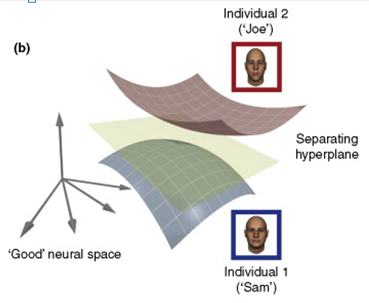 Individual 2
(‘Joe’)
(b)
Separating
hyperplane
‘Good’ neural space
Individual 1
(‘Sam’)